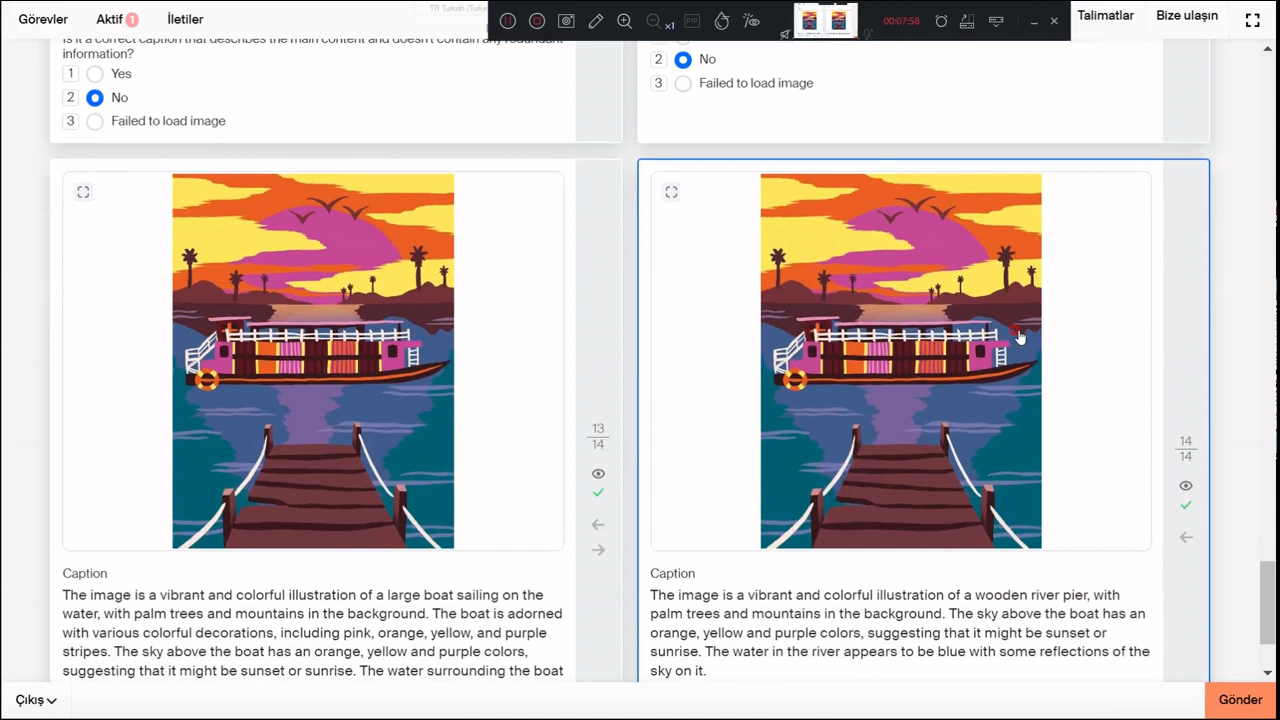 Görevler Aktif 1 İletiler
x1 PIP 00:07:58
Talimatlar Bize ulaşın
information?
1 Yes
2 No
3 Failed to load image
2 No
3 Failed to load image
13
14
Caption
The image is a vibrant and colorful illustration of a large boat sailing on the
water, with palm trees and mountains in the background. The boat is adorned
with various colorful decorations, including pink, orange, yellow, and purple
stripes. The sky above the boat has an orange, yellow and purple colors,
suggesting that it might be sunset or sunrise. The water surrounding the boat
14
14
Caption
The image is a vibrant and colorful illustration of a wooden river pier, with
palm trees and mountains in the background. The sky above the boat has an
orange, yellow and purple colors, suggesting that it might be sunset or
sunrise. The water in the river appears to be blue with some reflections of the
sky on it.
Çıkış
Gönder